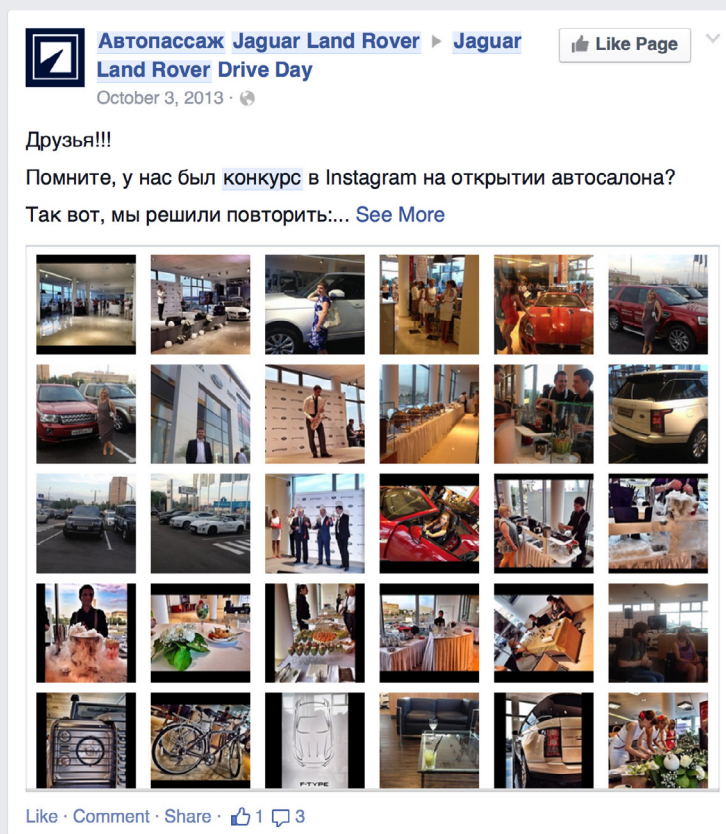 Автопассаж Jaguar Land Rover ▸ Jaguar
Land Rover Drive Day
October 3, 2013 ·
Like Page
Друзья!!!
Помните, у нас был конкурс в Instagram на открытии автосалона?
Так вот, мы решили повторить:... See More
F-TYPE
Like · Comment · Share · 1 3